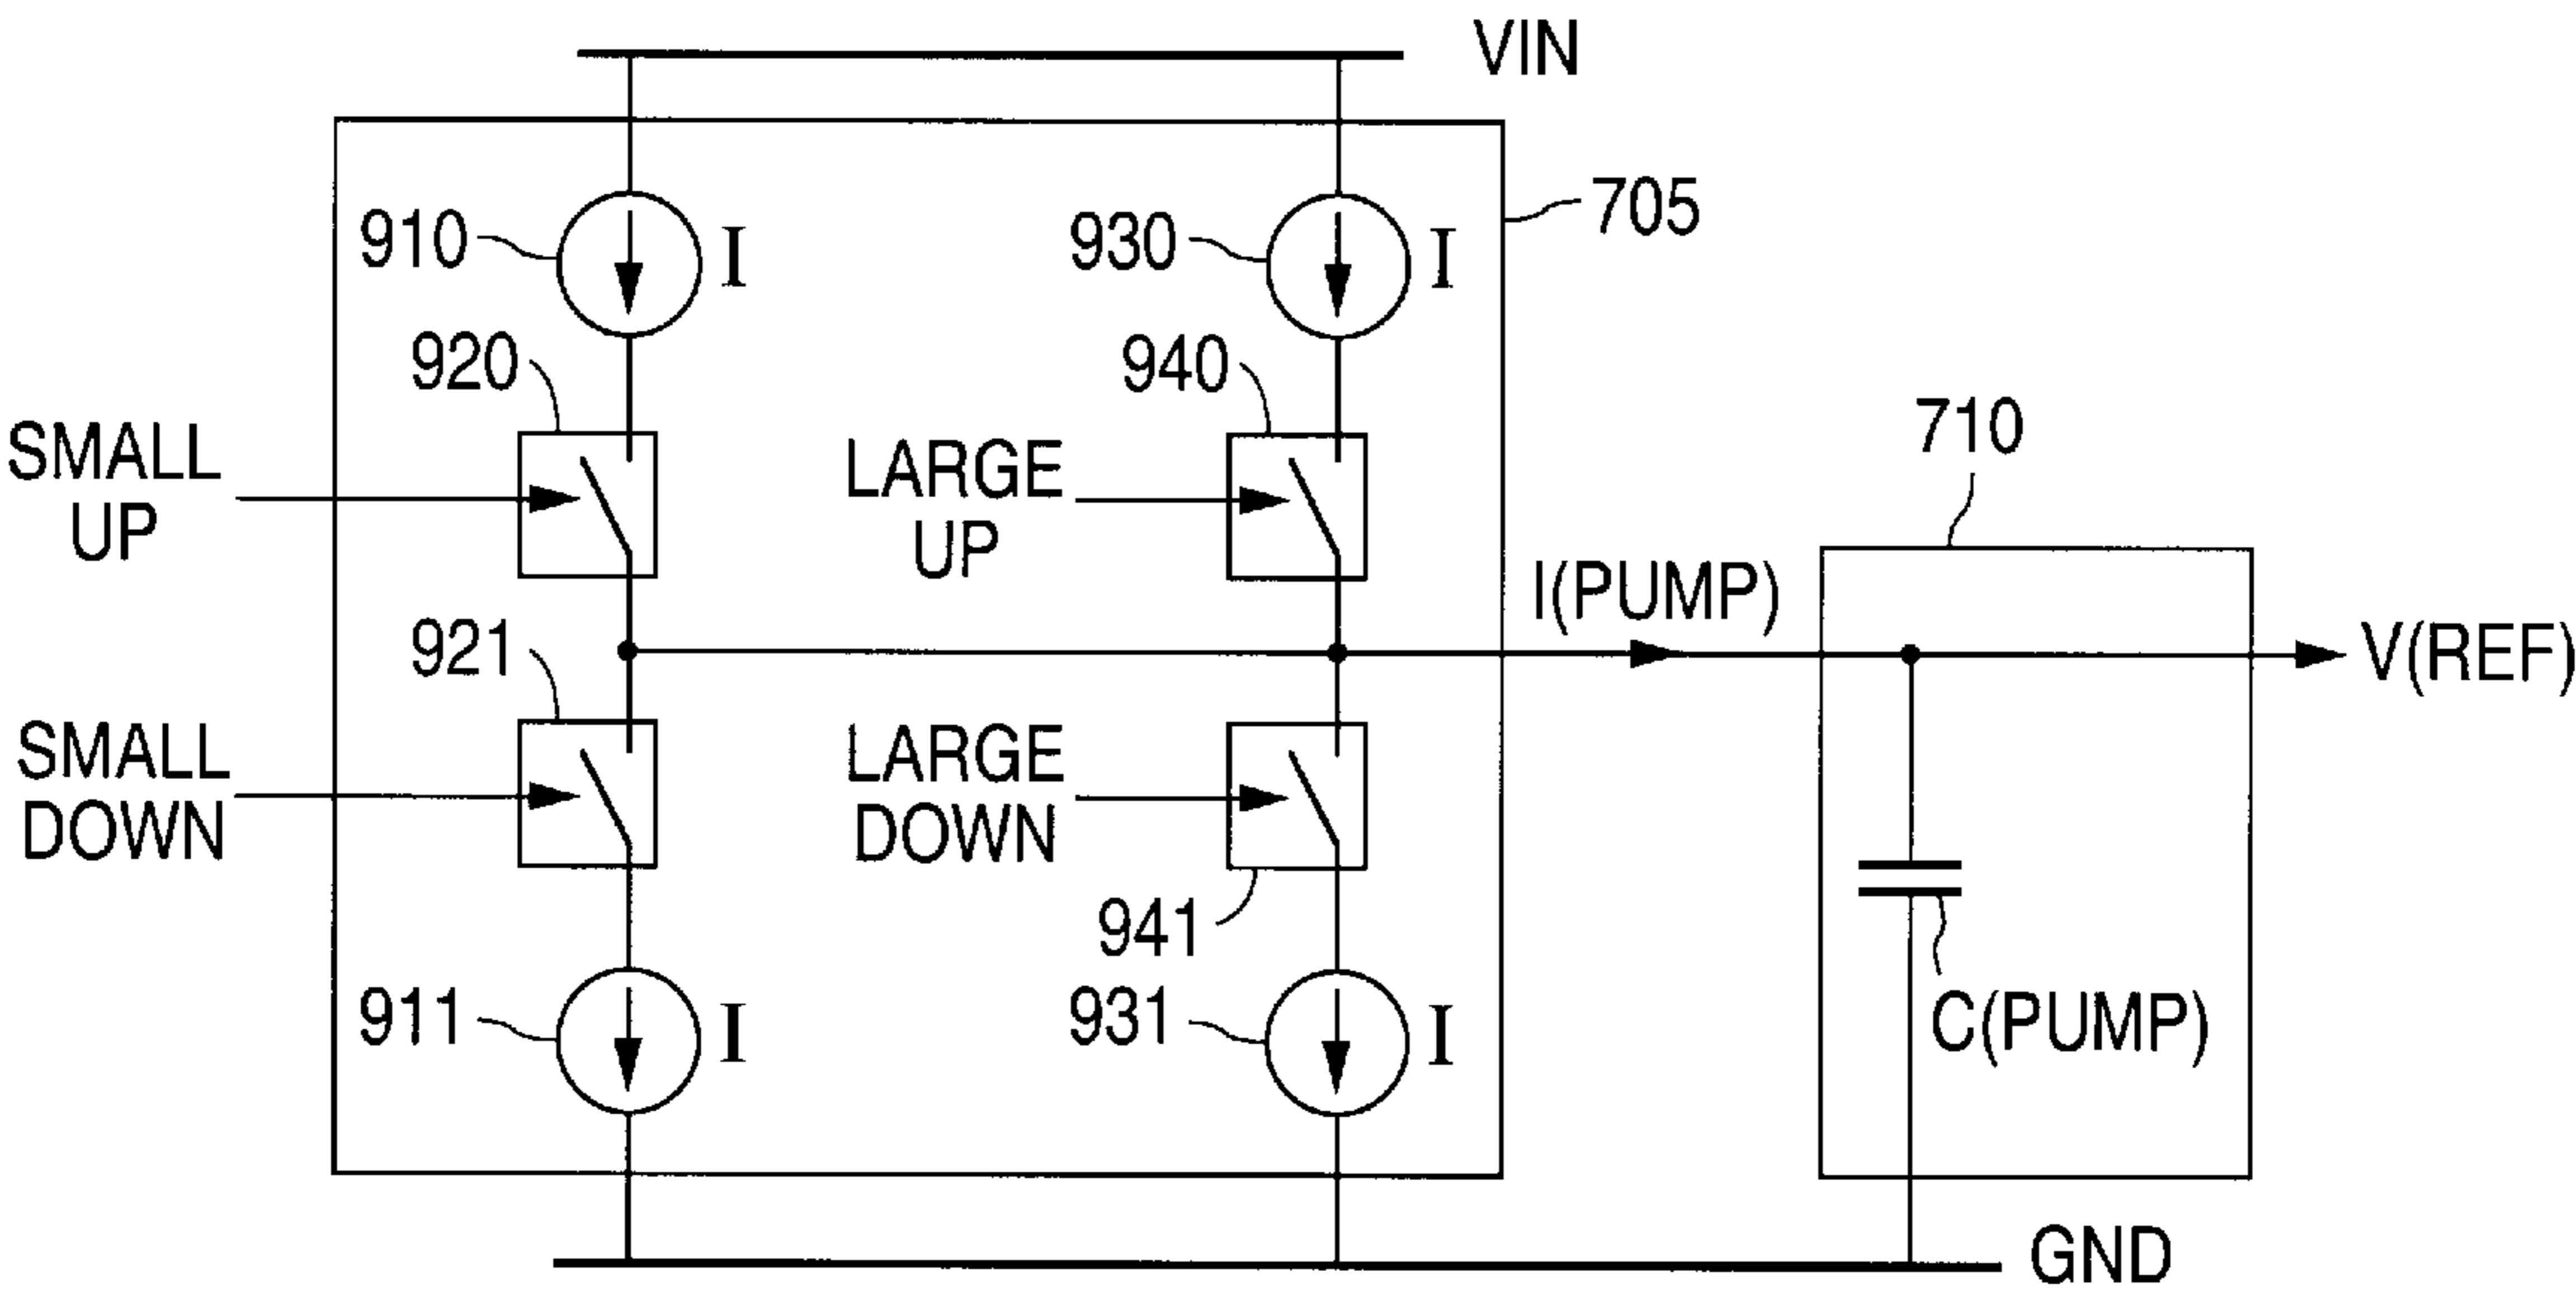 VIN
705
910
I
930
I
920
940
SMALL
UP
LARGE
UP
710
I(PUMP)
V(REF)
921
SMALL
DOWN
LARGE
DOWN
941
911
I
931
I
C(PUMP)
GND